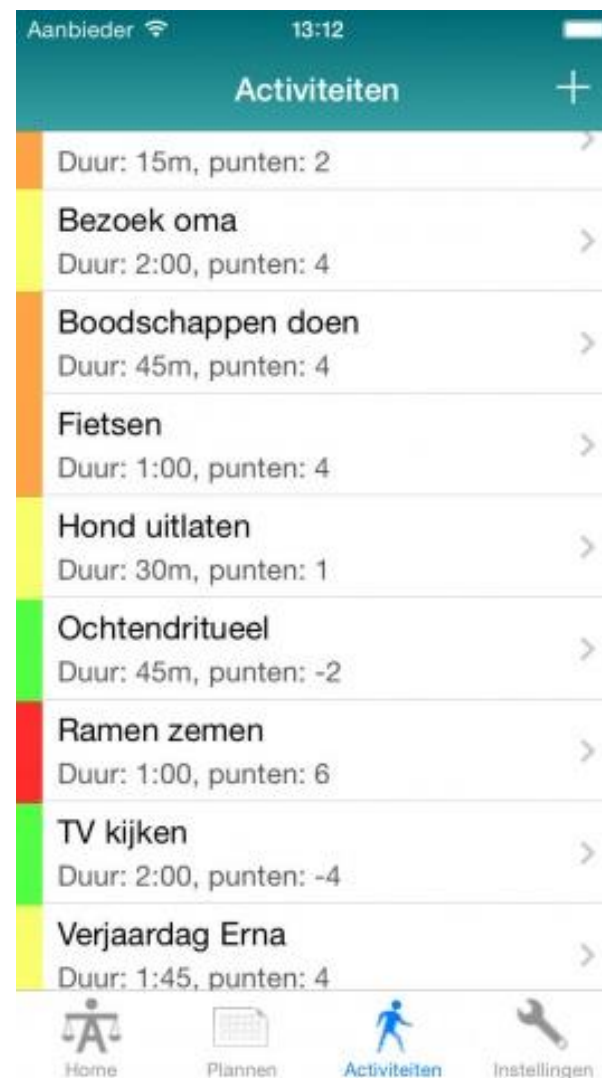 Aanbieder 13:12
Activiteiten +
Duur: 15m, punten: 2
Bezoek oma
Duur: 2:00, punten: 4
Boodschappen doen
Duur: 45m, punten: 4
Fietsen
Duur: 1:00, punten: 4
Hond uitlaten
Duur: 30m, punten: 1
Ochtendritueel
Duur: 45m, punten: -2
Ramen zemen
Duur: 1:00, punten: 6
TV kijken
Duur: 2:00, punten: -4
Verjaardag Erna
Duur: 1:45, punten: 4
Home Plannen Activiteiten Instellingen